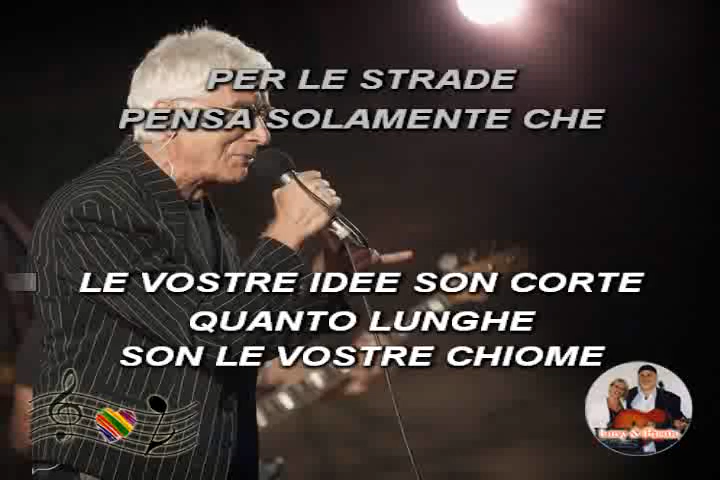 PER LE STRADE
PENSA SOLAMENTE CHE
LE VOSTRE IDEE SON CORTE
QUANTO LUNGHE
SON LE VOSTRE CHIOME